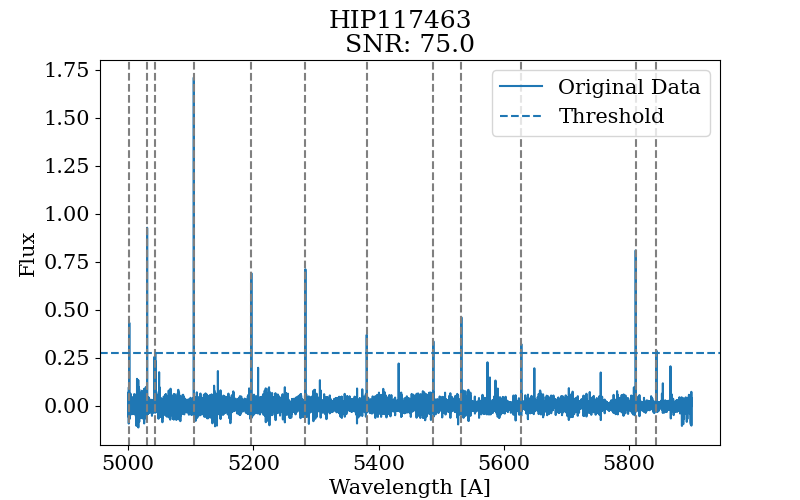 HIP117463
SNR: 75.0
1.75
1.50
1.25
1.00
0.75
0.50
0.25
0.00
Flux
Original Data
Threshold
5000 5200 5400 5600 5800
Wavelength [A]